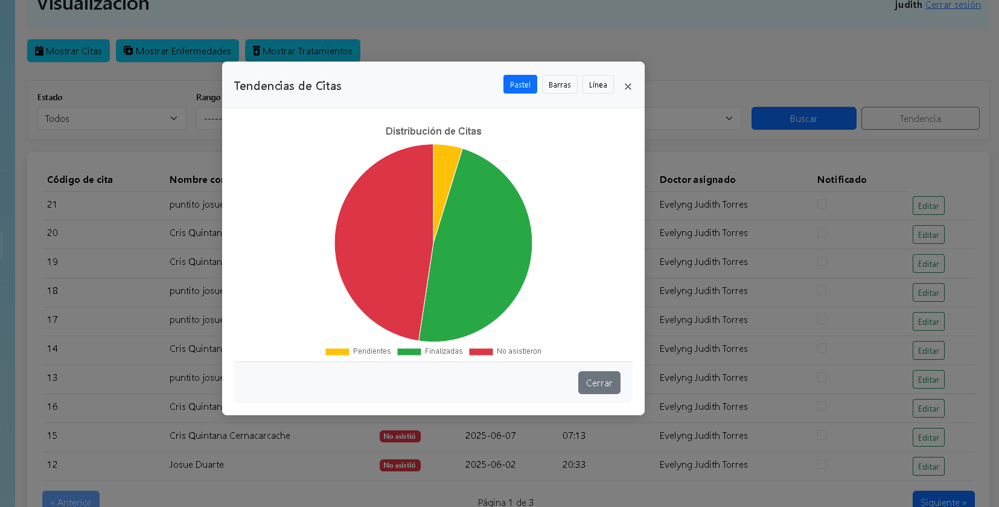 Visualización
judith Cerrar sesión
Mostrar Citas Mostrar Enfermedades Mostrar Tratamientos
Tendencias de Citas Pastel Barras Línea ×
Estado Rango
Todos ----- Buscar Tendencia
Distribución de Citas
Código de cita Nombre Doctor asignado Notificado
21 puntito Evelyng Judith Torres Editar
20 Cris Quintan Evelyng Judith Torres Editar
19 Cris Quintan Evelyng Judith Torres Editar
18 puntito Evelyng Judith Torres Editar
17 puntito Evelyng Judith Torres Editar
14 Cris Quintan Evelyng Judith Torres Editar
Pendientes Finalizadas No asistieron
13 puntito Evelyng Judith Torres Editar
Cerrar
16 Cris Quintan Evelyng Judith Torres Editar
15 Cris Quintana Cernacarcache No asistió 2025-06-07 07:13 Evelyng Judith Torres Editar
12 Josue Duarte No asistió 2025-06-02 20:33 Evelyng Judith Torres Editar
« Anterior Página 1 de 3 Siguiente »